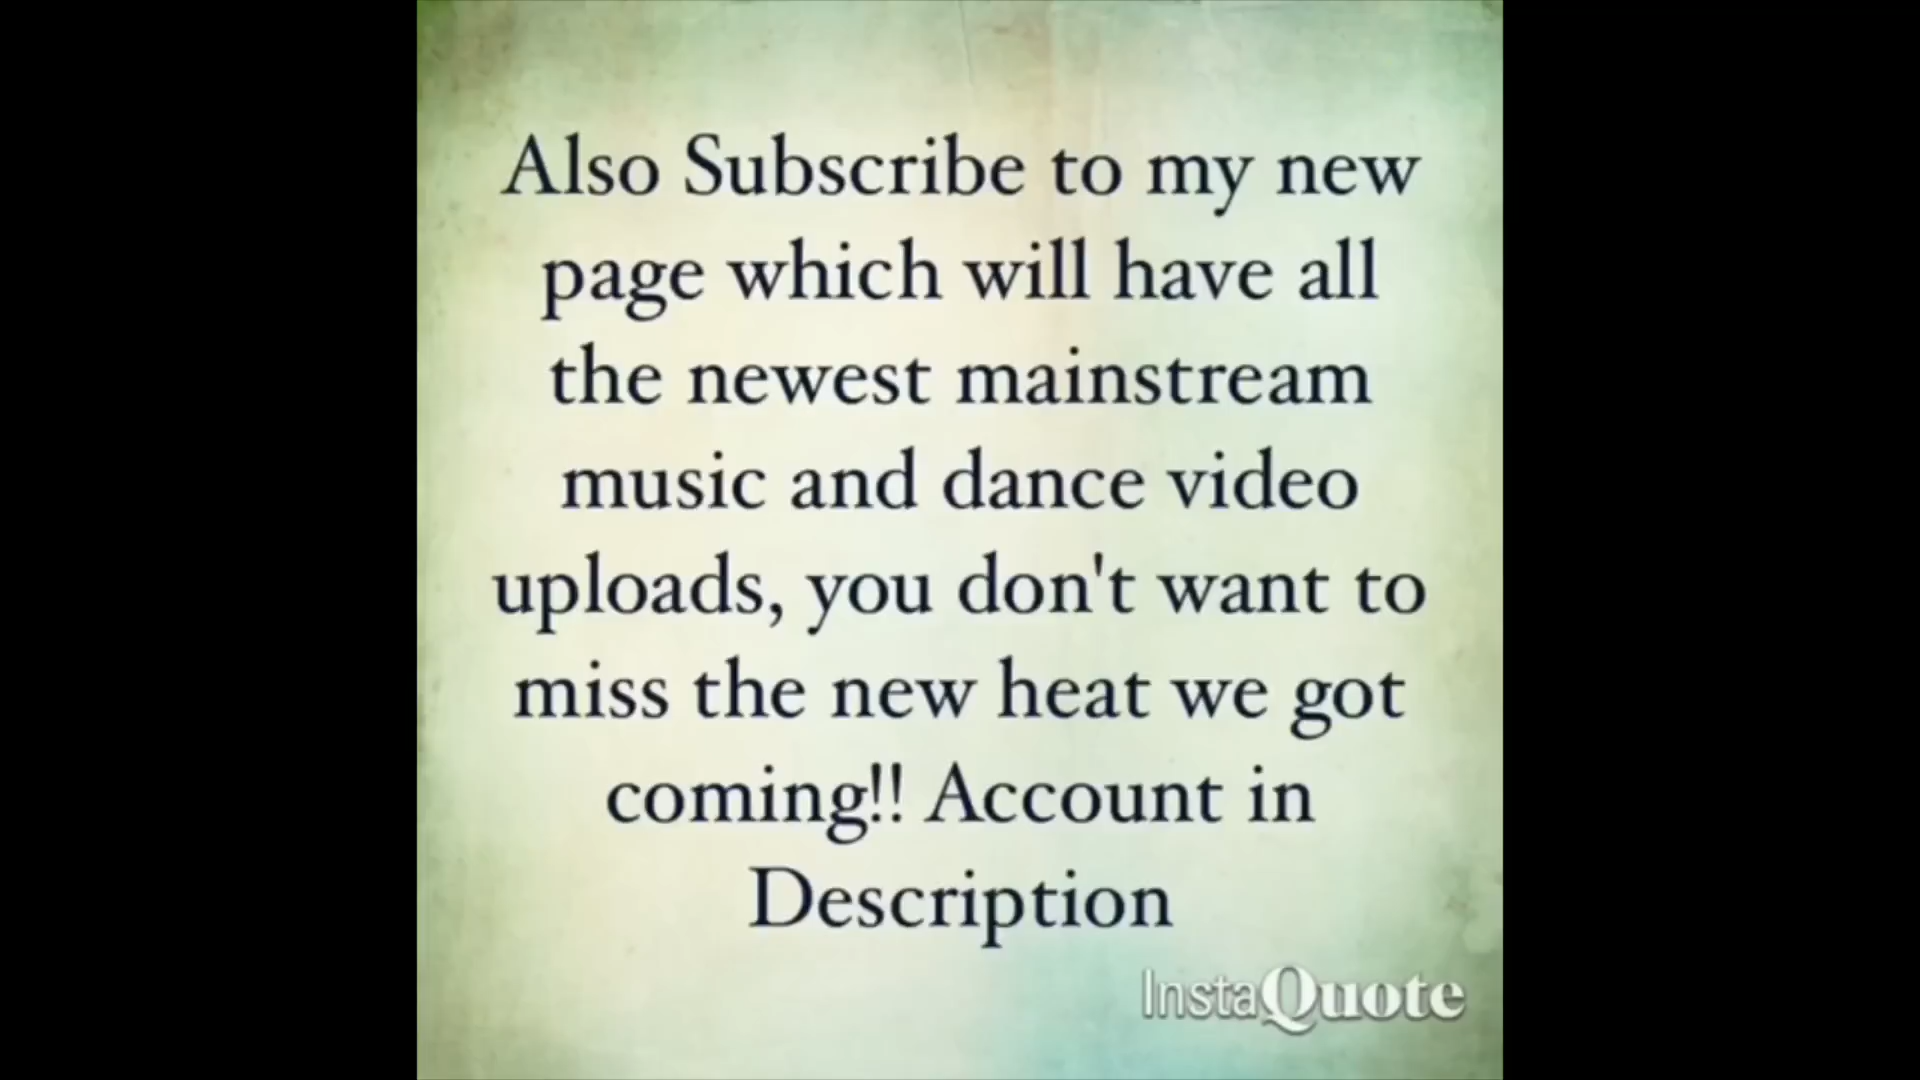 Also Subscribe to my new
page which will have all
the newest mainstream
music and dance video
uploads, you don't want to
miss the new heat we got
coming!! Account in
Description
InstaQuote